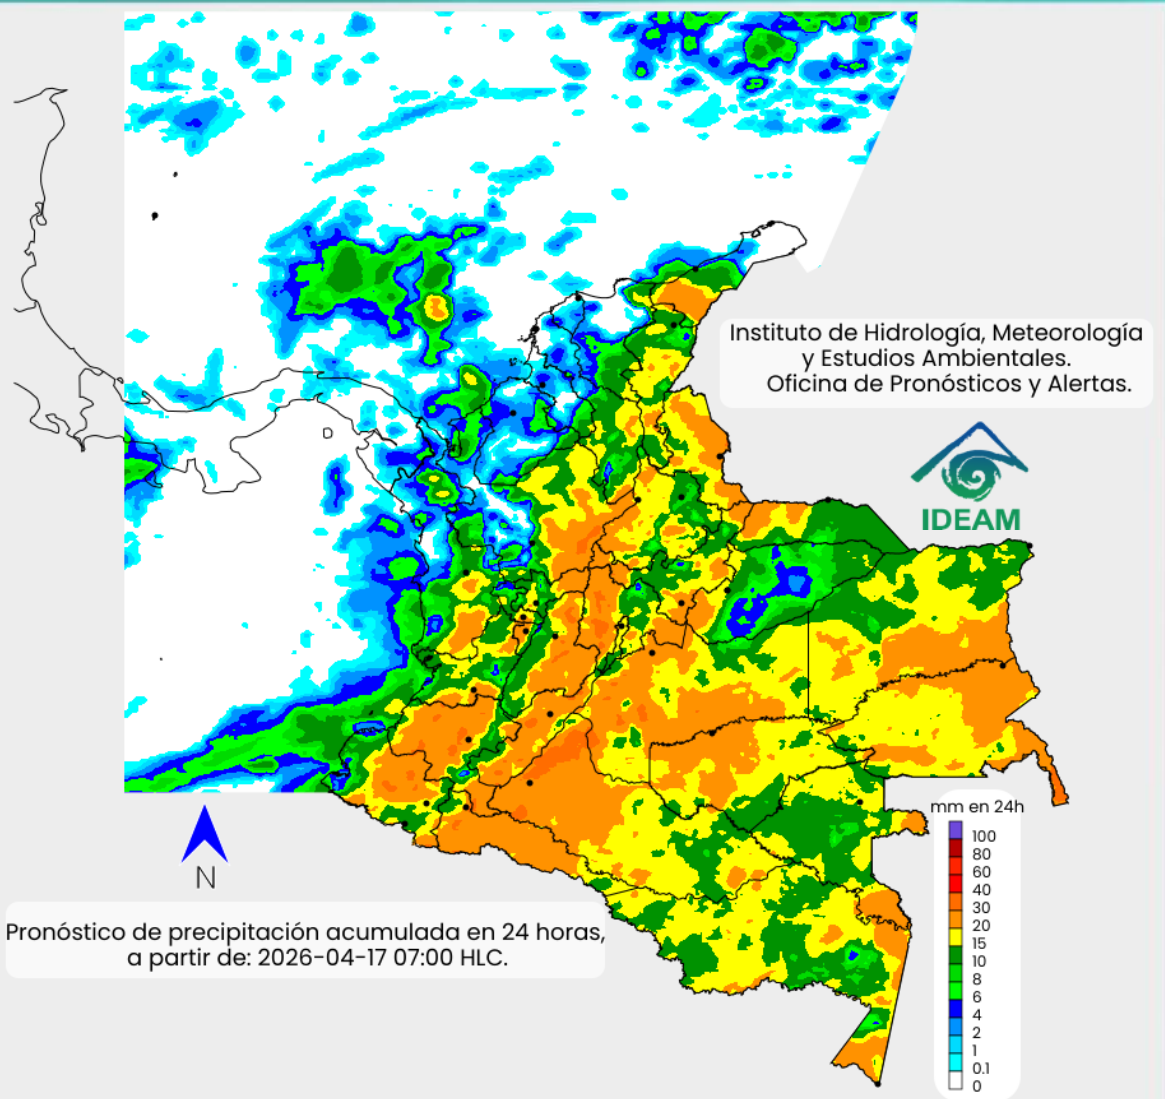 Instituto de Hidrología, Meteorología
y Estudios Ambientales.
Oficina de Pronósticos y Alertas.
IDEAM
mm en 24h
100
80
60
40
30
20
15
10
8
6
4
2
1
0.1
0
N
Pronóstico de precipitación acumulada en 24 horas,
a partir de: 2026-04-17 07:00 HLC.